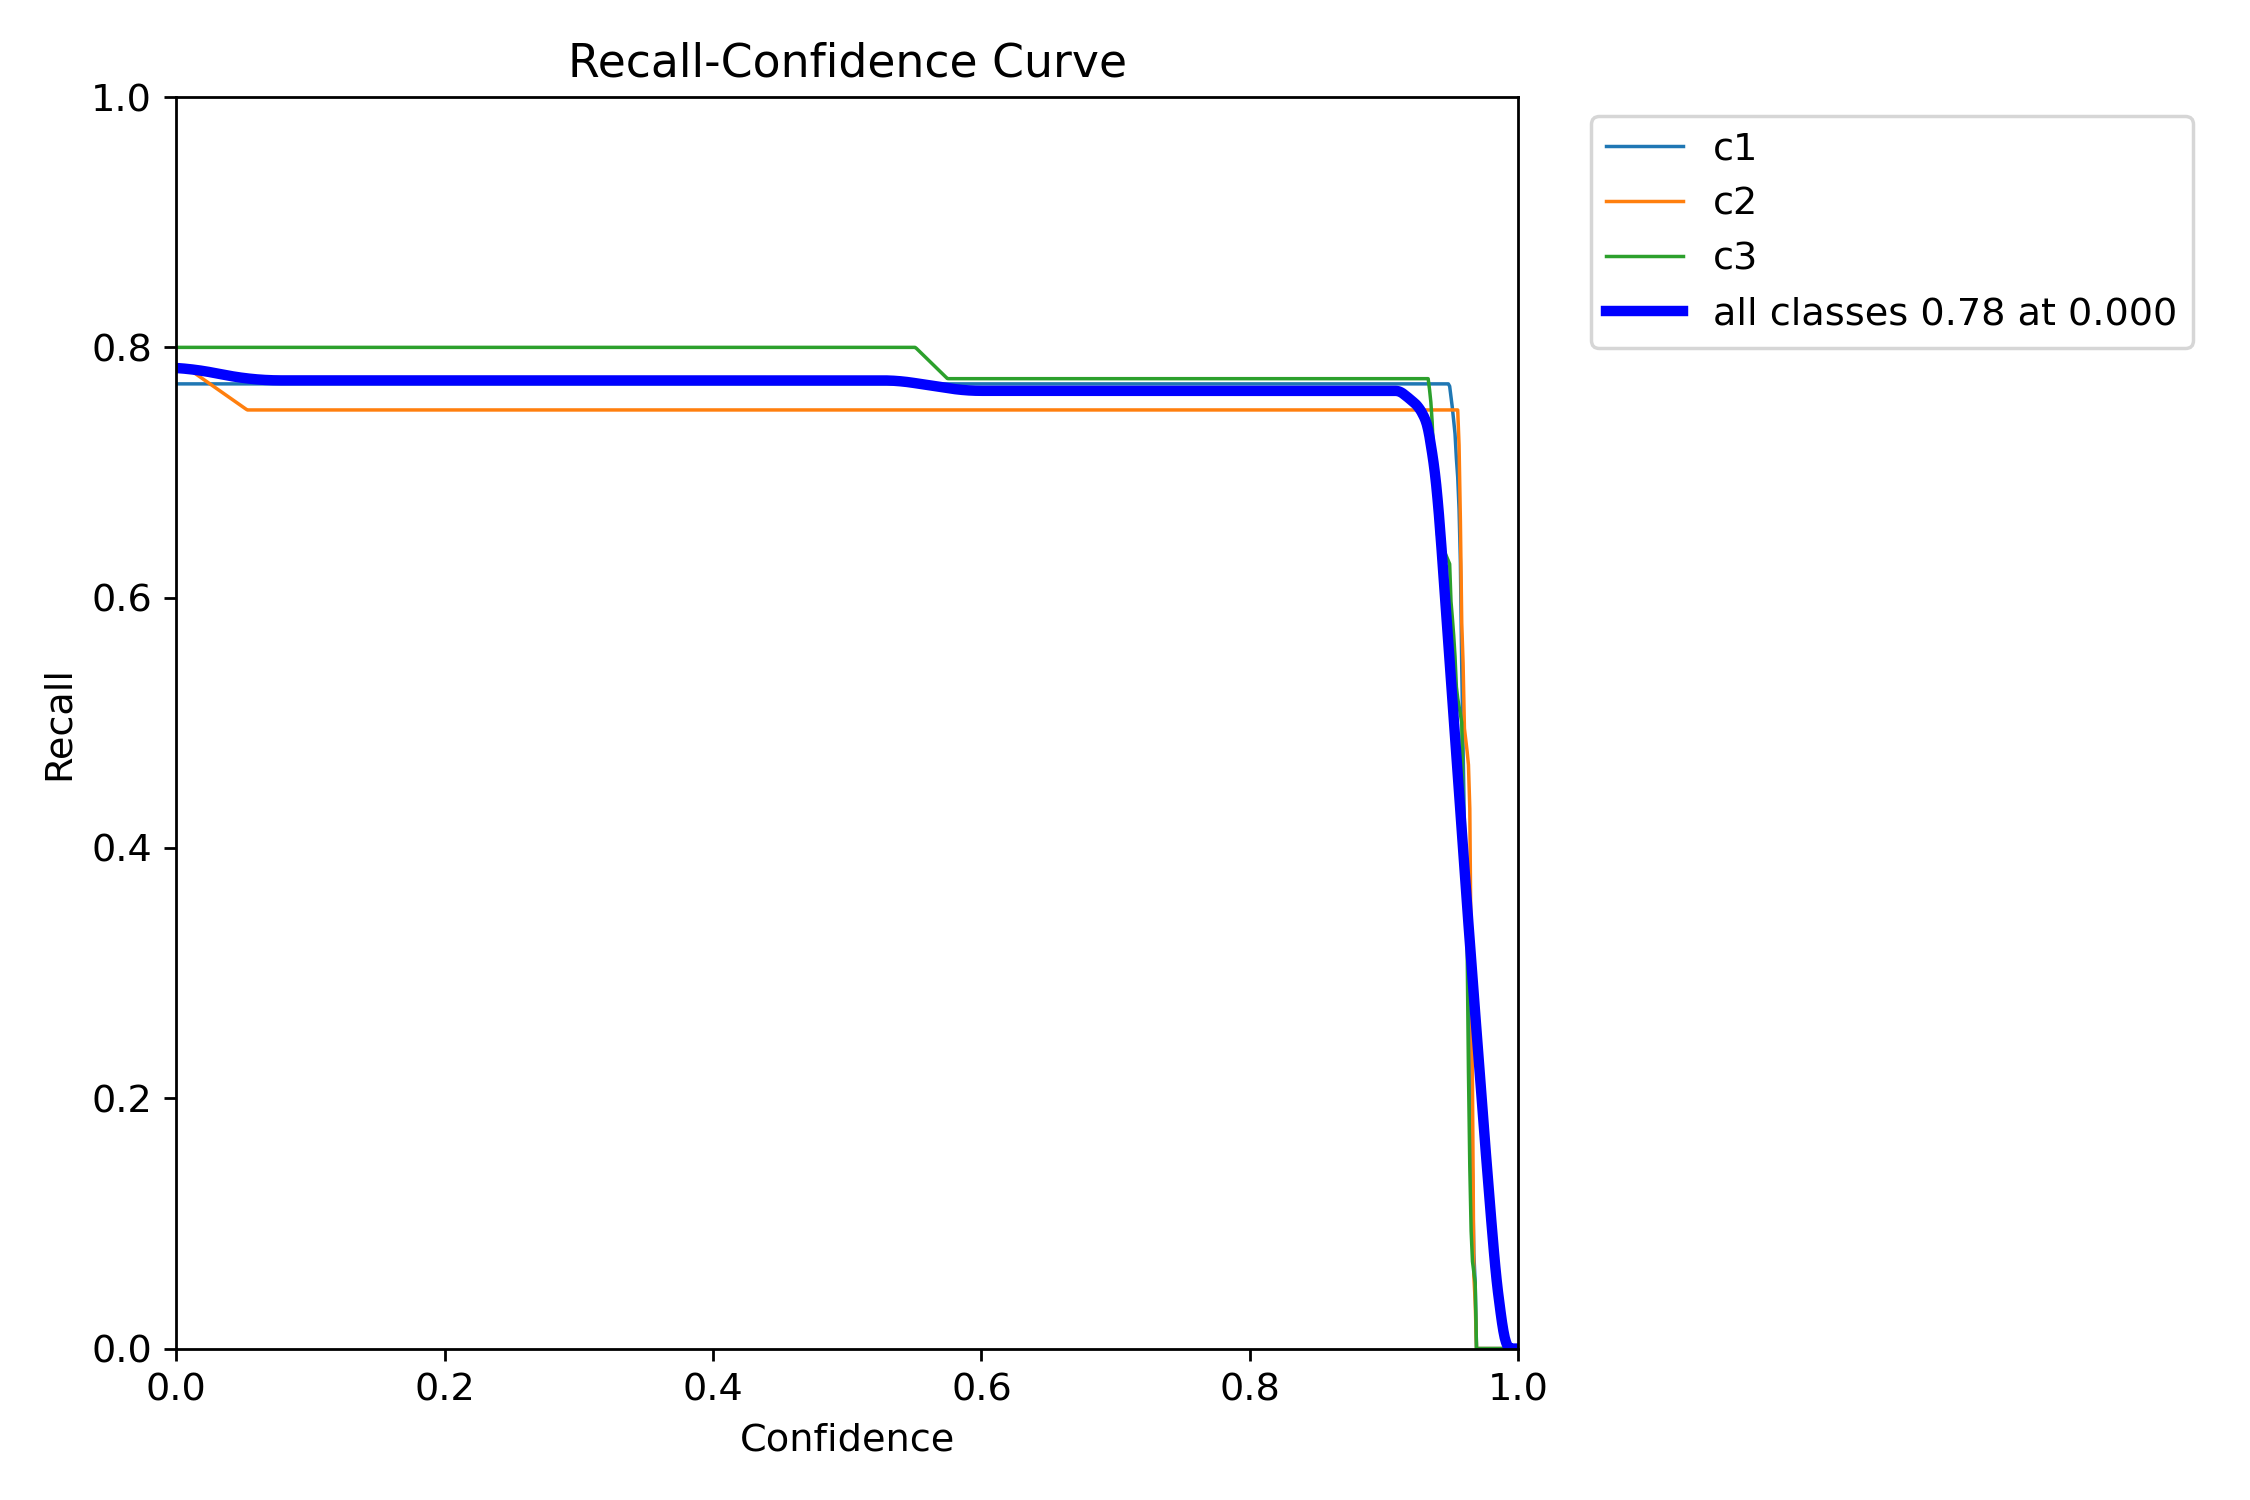 Recall-Confidence Curve
1.0
0.8
0.6
0.4
0.2
0.0
Recall
0.0 0.2 0.4 0.6 0.8 1.0
Confidence
c1
c2
c3
all classes 0.78 at 0.000